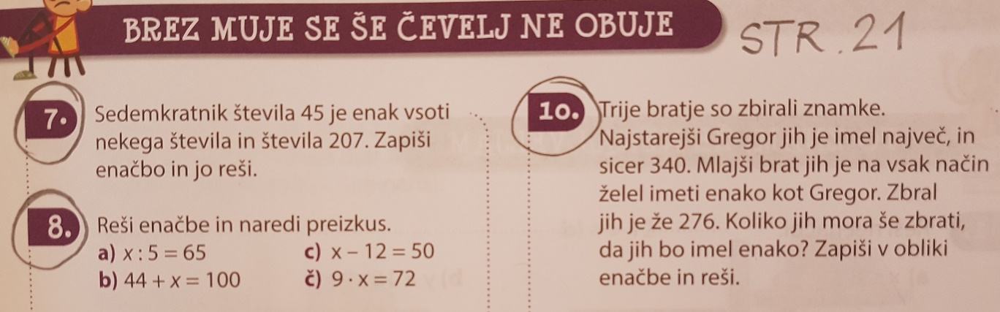 BREZ MUJE SE ŠE ČEVELJ NE OBUJE
STR. 21
7. Sedemkratnik števila 45 je enak vsoti
nekega števila in števila 207. Zapiši
enačbo in jo reši.
8. Reši enačbe in naredi preizkus.
a) x : 5 = 65
c) x – 12 = 50
b) 44 + x = 100
č) 9 · x = 72
10. Trije bratje so zbirali znamke.
Najstarejši Gregor jih je imel največ, in
sicer 340. Mlajši brat jih je na vsak način
želel imeti enako kot Gregor. Zbral
jih je že 276. Koliko jih mora še zbrati,
da jih bo imel enako? Zapiši v obliki
enačbe in reši.